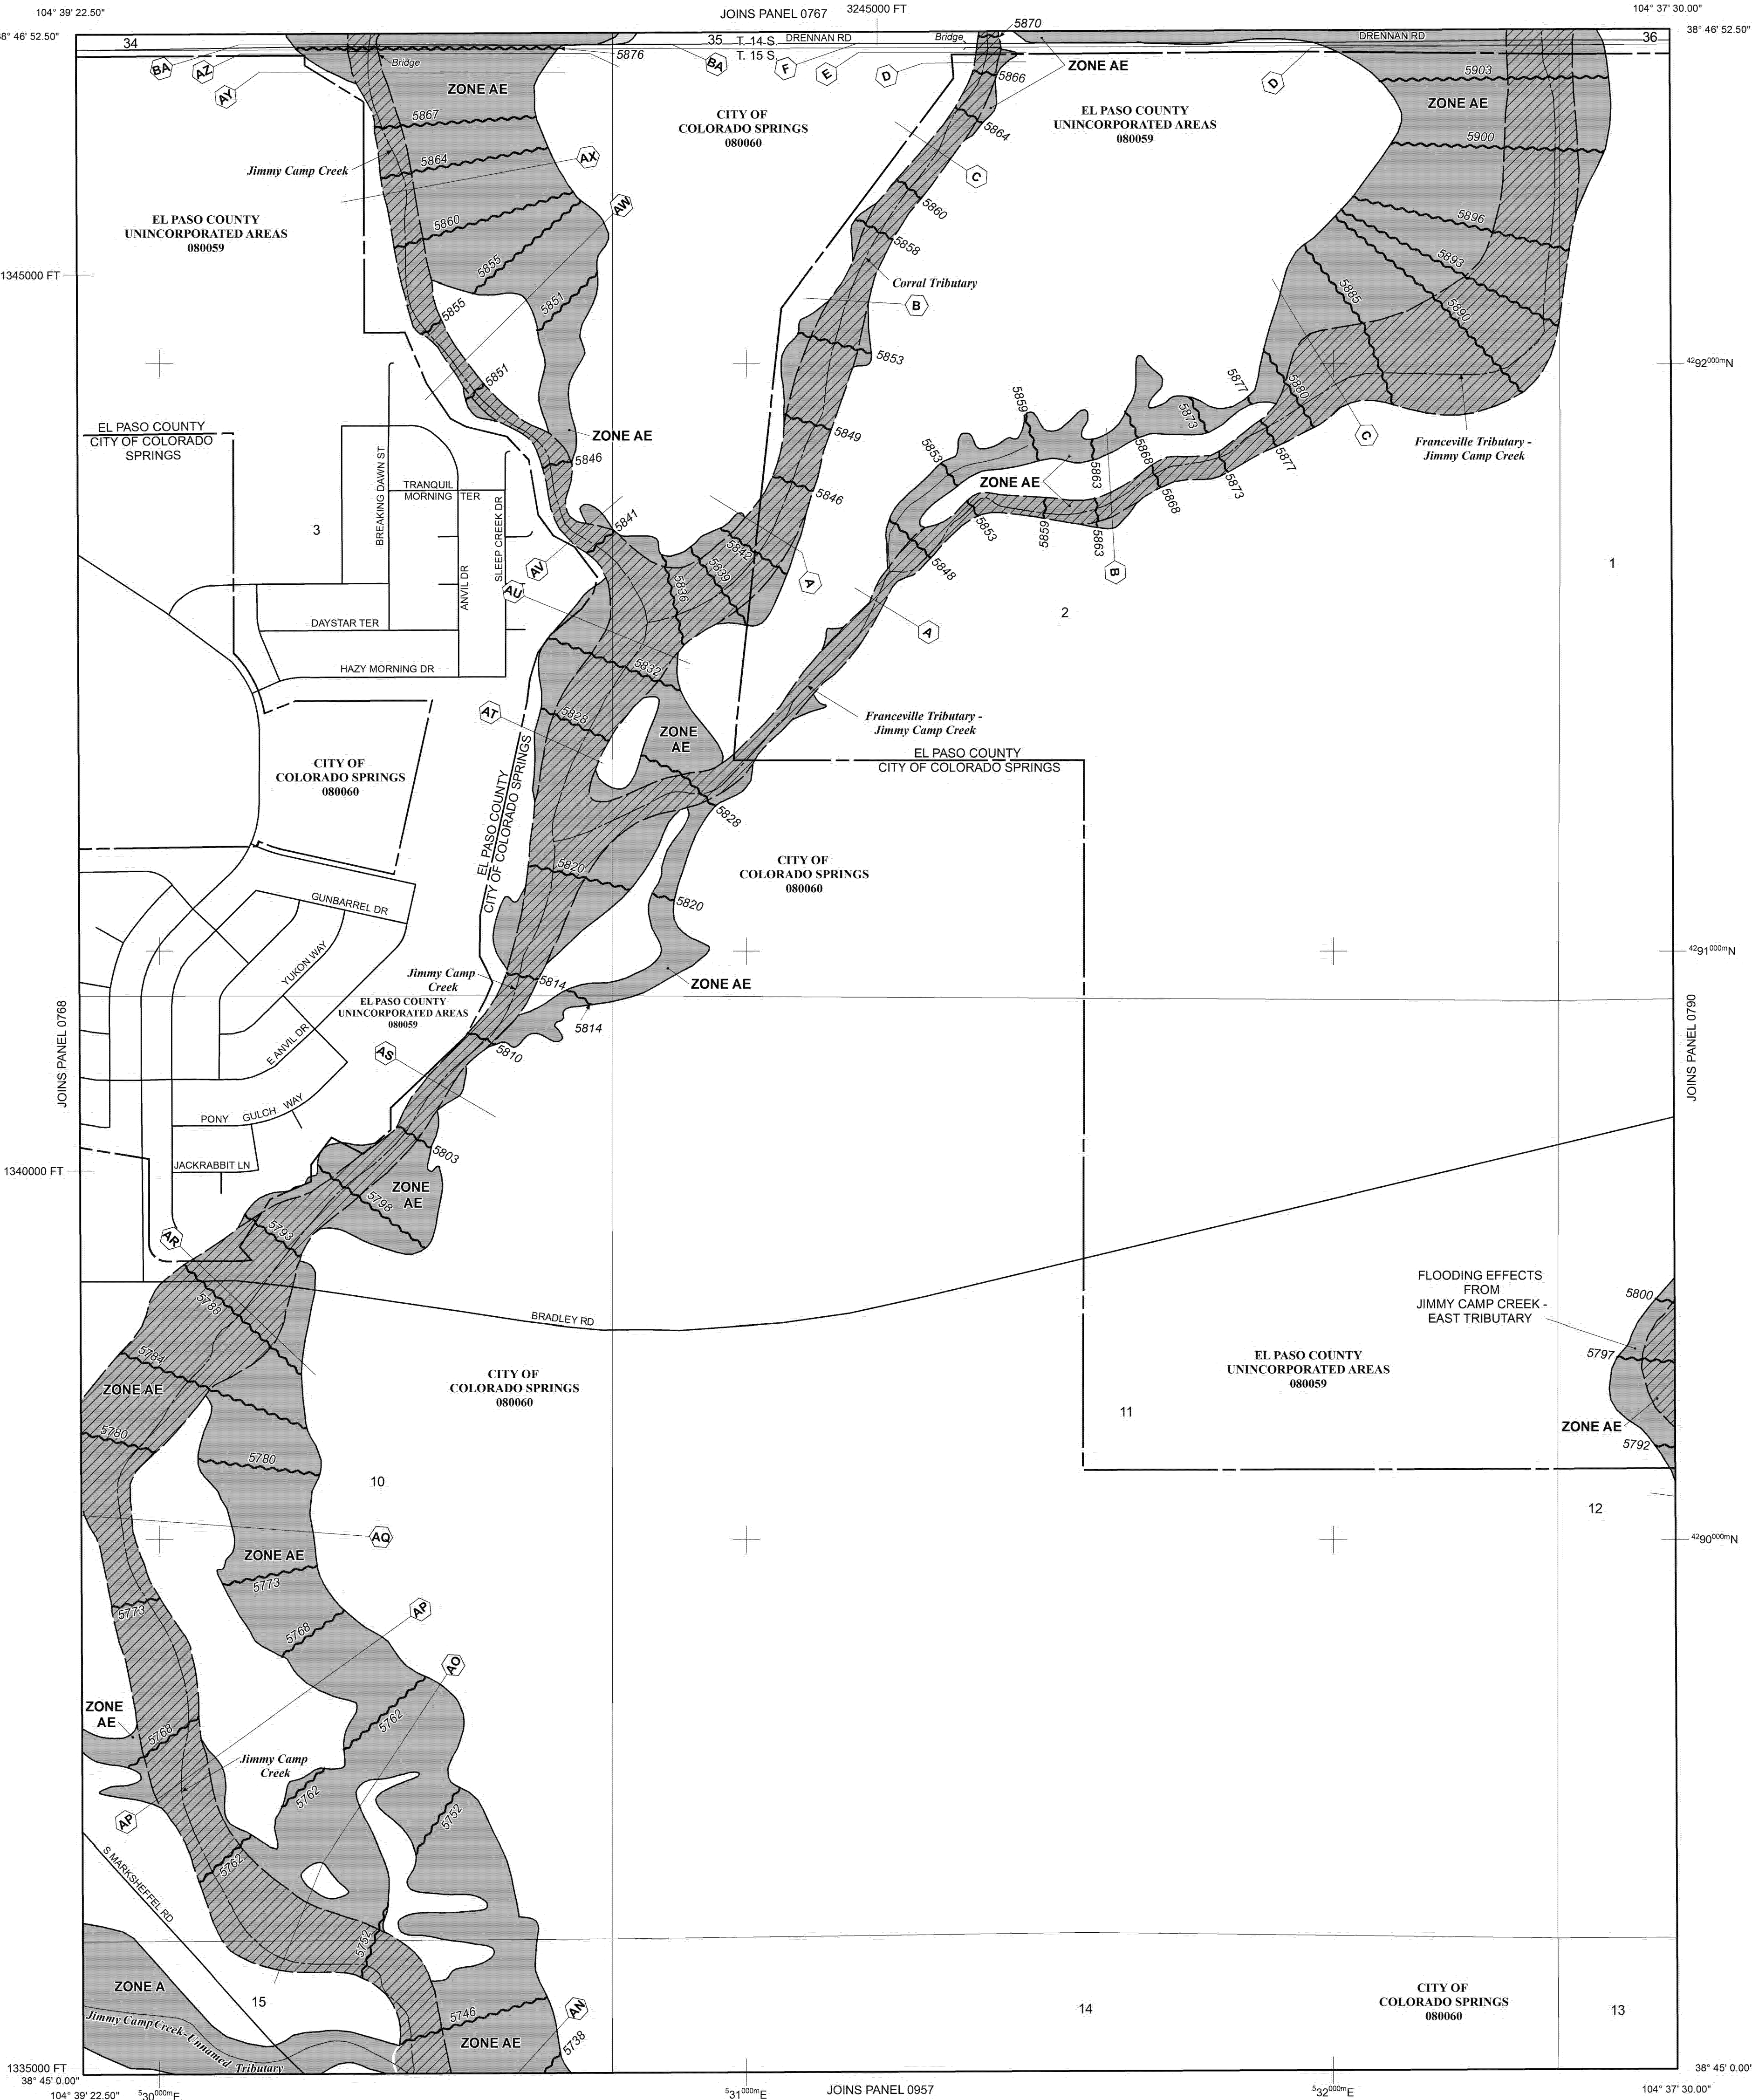 104° 39' 22.50"
JOINS PANEL 0767
3245000 FT
104° 37' 30.00"
38° 46' 52.50"
38° 46' 52.50"
34
35
T. 14 S.
T. 15 S.
DRENNAN RD
Bridge
5870
DRENNAN RD
36
BA
AZ
AY
Bridge
5876
BA
F
E
D
5866
ZONE AE
D
5903
ZONE AE
ZONE AE
5867
CITY OF
COLORADO SPRINGS
080060
EL PASO COUNTY
UNINCORPORATED AREAS
080059
5864
5900
5864
AX
Jimmy Camp Creek
C
EL PASO COUNTY
UNINCORPORATED AREAS
080059
5860
AW
5860
5858
5896
5893
5855
Corral Tributary
1345000 FT
5885
5890
5851
5855
B
5853
4292000mN
5851
5877
5880
5859
5873
EL PASO COUNTY
CITY OF COLORADO
SPRINGS
ZONE AE
5849
C
Franceville Tributary -
Jimmy Camp Creek
5846
5853
5868
5863
5877
BREAKING DAWN ST
TRANQUIL
MORNING TER
ZONE AE
5873
5846
5868
3
SLEEP CREEK DR
5841
5853
5859
5863
5842
5839
5848
1
AV
B
ANVIL DR
AU
5836
A
2
DAYSTAR TER
A
HAZY MORNING DR
5832
AT
5828
ZONE
AE
Franceville Tributary -
Jimmy Camp Creek
EL PASO COUNTY
CITY OF COLORADO SPRINGS
EL PASO COUNTY
CITY OF COLORADO SPRINGS
CITY OF
COLORADO SPRINGS
080060
5828
5820
CITY OF
COLORADO SPRINGS
080060
5820
GUNBARREL DR
YUKON WAY
4291000mN
Jimmy Camp
Creek
5814
ZONE AE
EL PASO COUNTY
UNINCORPORATED AREAS
080059
5814
E ANVIL DR
JOINS PANEL 0768
JOINS PANEL 0790
AS
5810
PONY GULCH WAY
5803
JACKRABBIT LN
1340000 FT
ZONE
AE
5798
5793
AR
5788
BRADLEY RD
FLOODING EFFECTS
FROM
JIMMY CAMP CREEK -
EAST TRIBUTARY
5800
5797
5784
ZONE AE
CITY OF
COLORADO SPRINGS
080060
EL PASO COUNTY
UNINCORPORATED AREAS
080059
11
ZONE AE
5792
5780
5780
10
12
AQ
4290000mN
ZONE AE
5773
5773
AP
5768
AO
ZONE
AE
5762
5768
Jimmy Camp
Creek
5762
AP
5752
5762
S MARKSHEFFEL RD
5752
ZONE A
15
CITY OF
COLORADO SPRINGS
080060
14
13
5746
AN
Jimmy Camp Creek- Unnamed Tributary
ZONE AE
5738
1335000 FT
38° 45' 0.00"
38° 45' 0.00"
104° 39' 22.50"
530000mE
531000mE
JOINS PANEL 0957
532000mE
104° 37' 30.00"